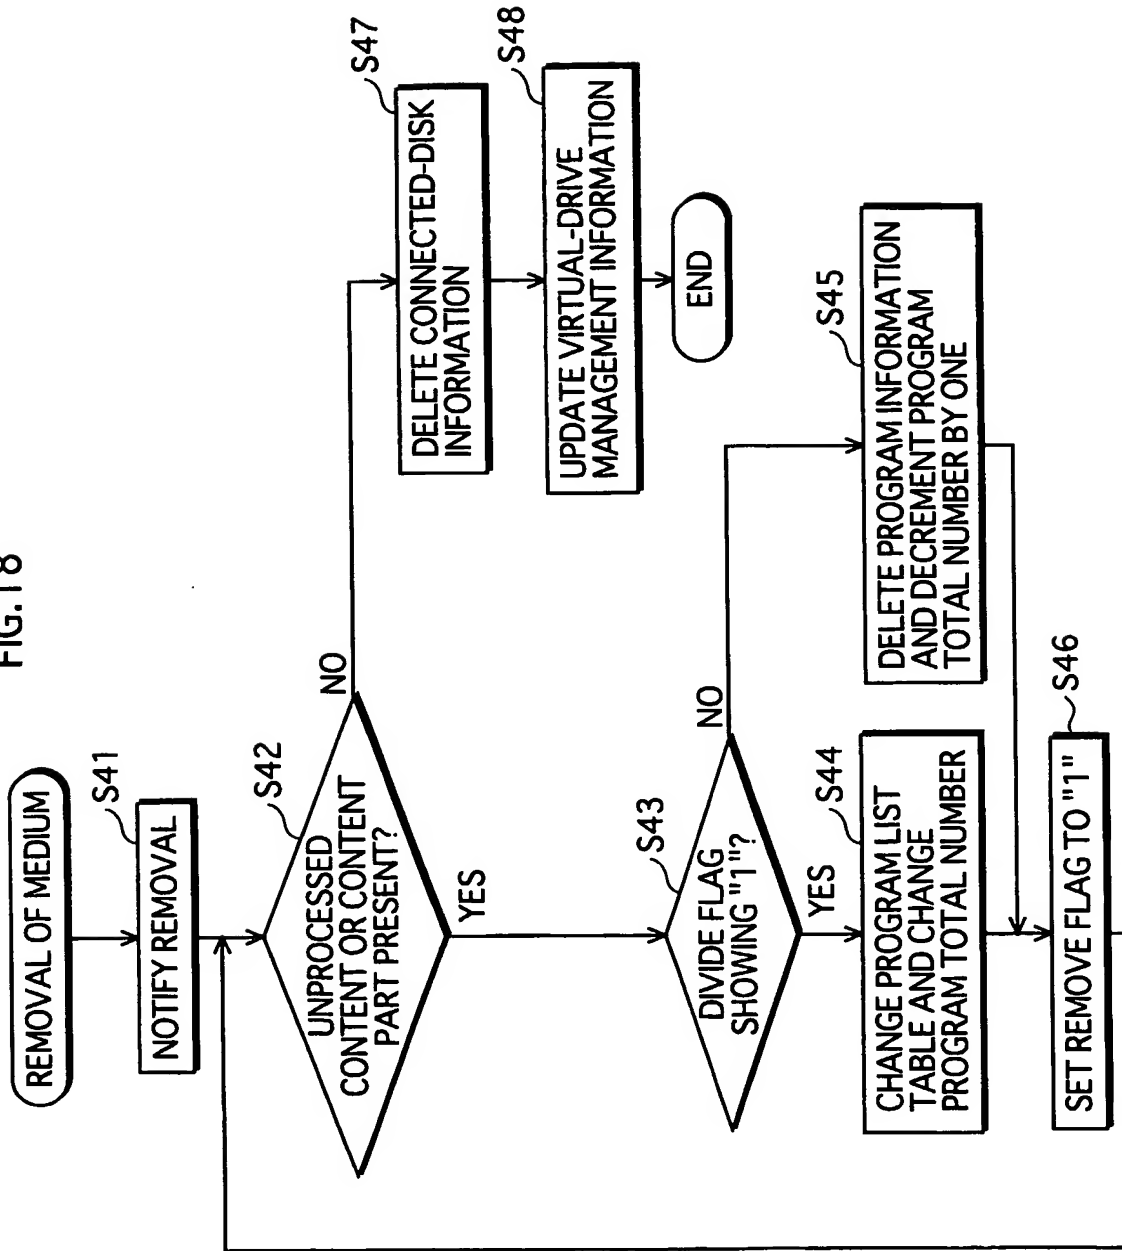 FIG.18
REMOVAL OF MEDIUM
S41
NOTIFY REMOVAL
S42
UNPROCESSED
CONTENT OR CONTENT
PART PRESENT?
NO
YES
S47
DELETE CONNECTED-DISK
INFORMATION
S48
UPDATE VIRTUAL-DRIVE
MANAGEMENT INFORMATION
END
S43
DIVIDE FLAG
SHOWING "1"?
NO
YES
S44
CHANGE PROGRAM LIST
TABLE AND CHANGE
PROGRAM TOTAL NUMBER
S45
DELETE PROGRAM INFORMATION
AND DECREMENT PROGRAM
TOTAL NUMBER BY ONE
S46
SET REMOVE FLAG TO "1"